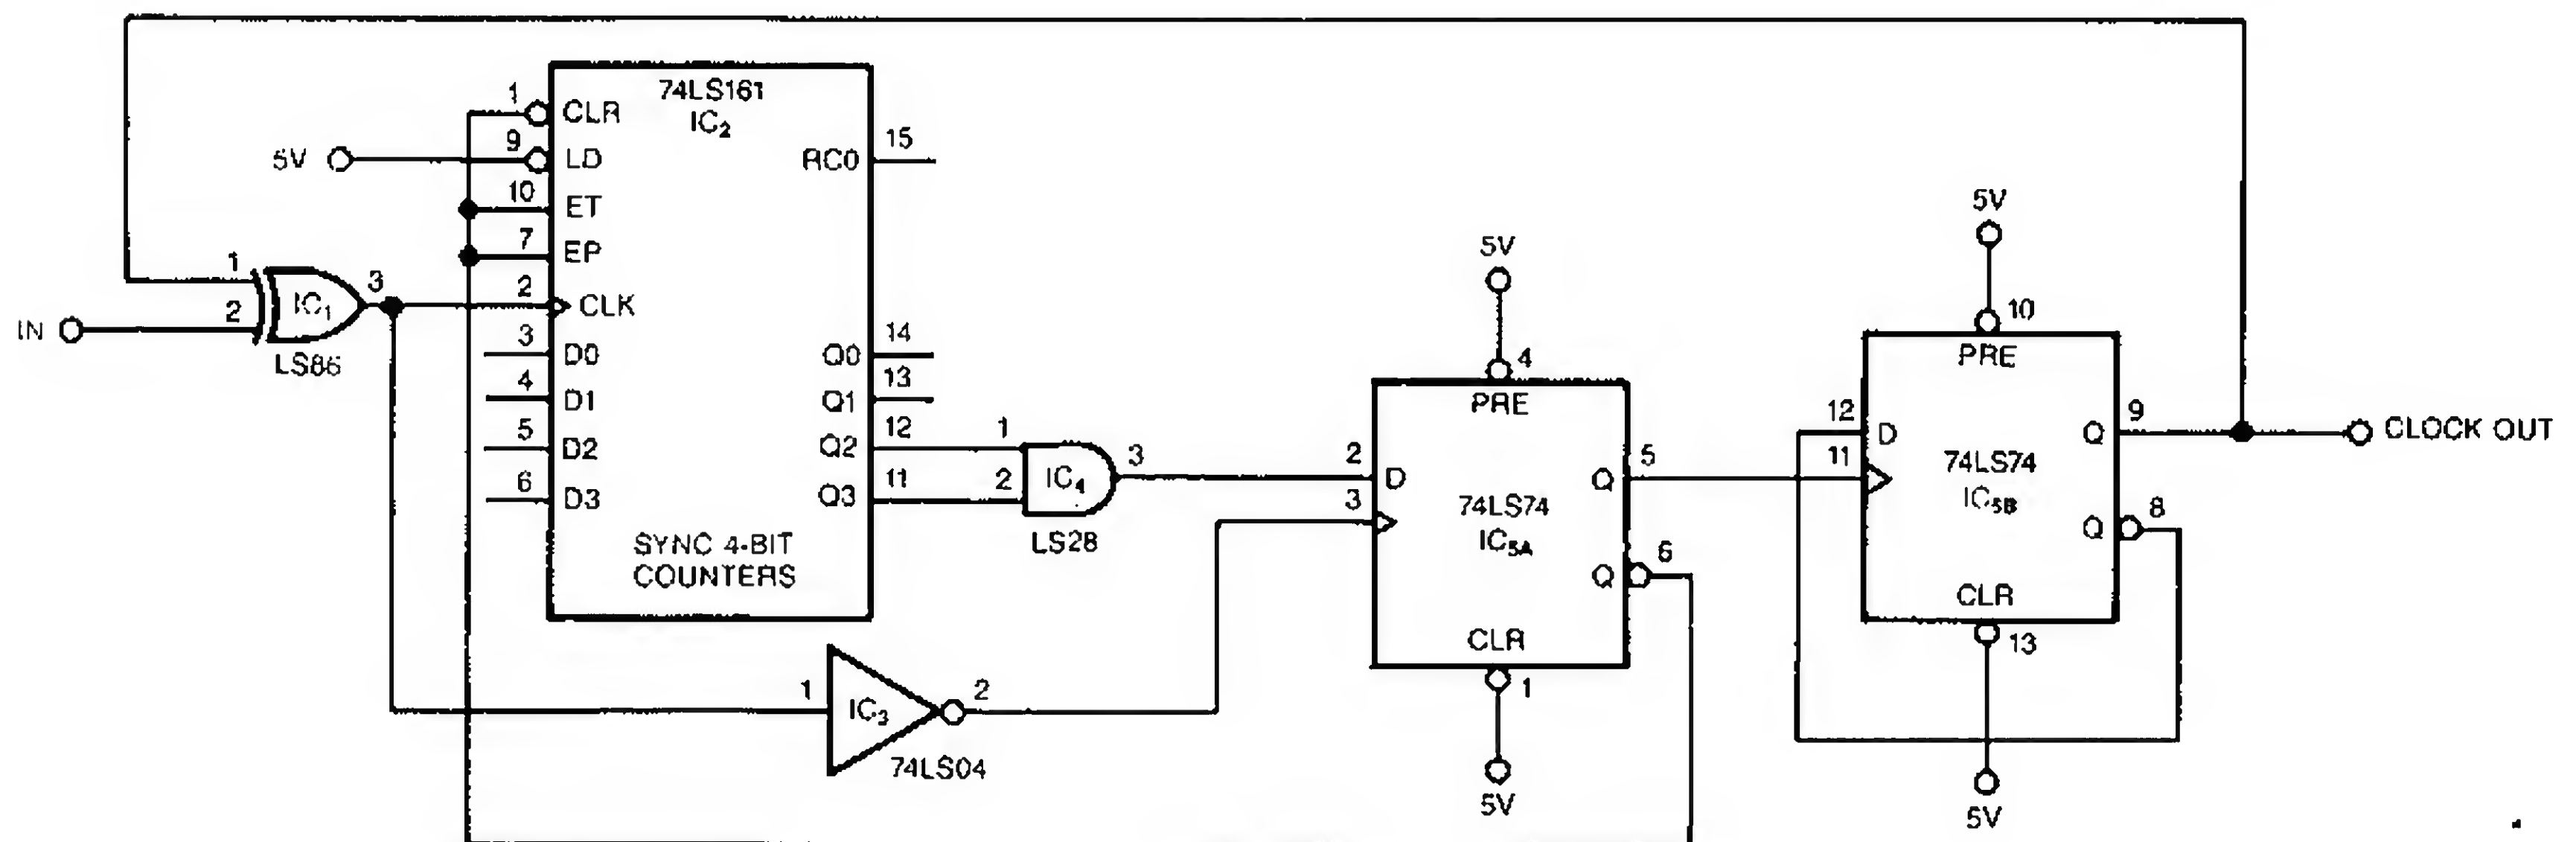 1
CLR
74LS161
IC2
5V
9
LD
RC0
15
10
ET
7
EP
1
2
IC1
3
LS86
IN
2
CLK
3
D0
Q0
14
4
D1
Q1
13
5
D2
Q2
12
6
D3
Q3
11
SYNC 4-BIT
COUNTERS
1
2
IC4
3
LS28
1
IC3
2
74LS04
5V
4
PRE
2
D
3
Q
5
74LS74
IC5A
Q
6
CLR
1
5V
5V
10
PRE
12
D
11
Q
9
CLOCK OUT
74LS74
IC5B
Q
8
CLR
13
5V